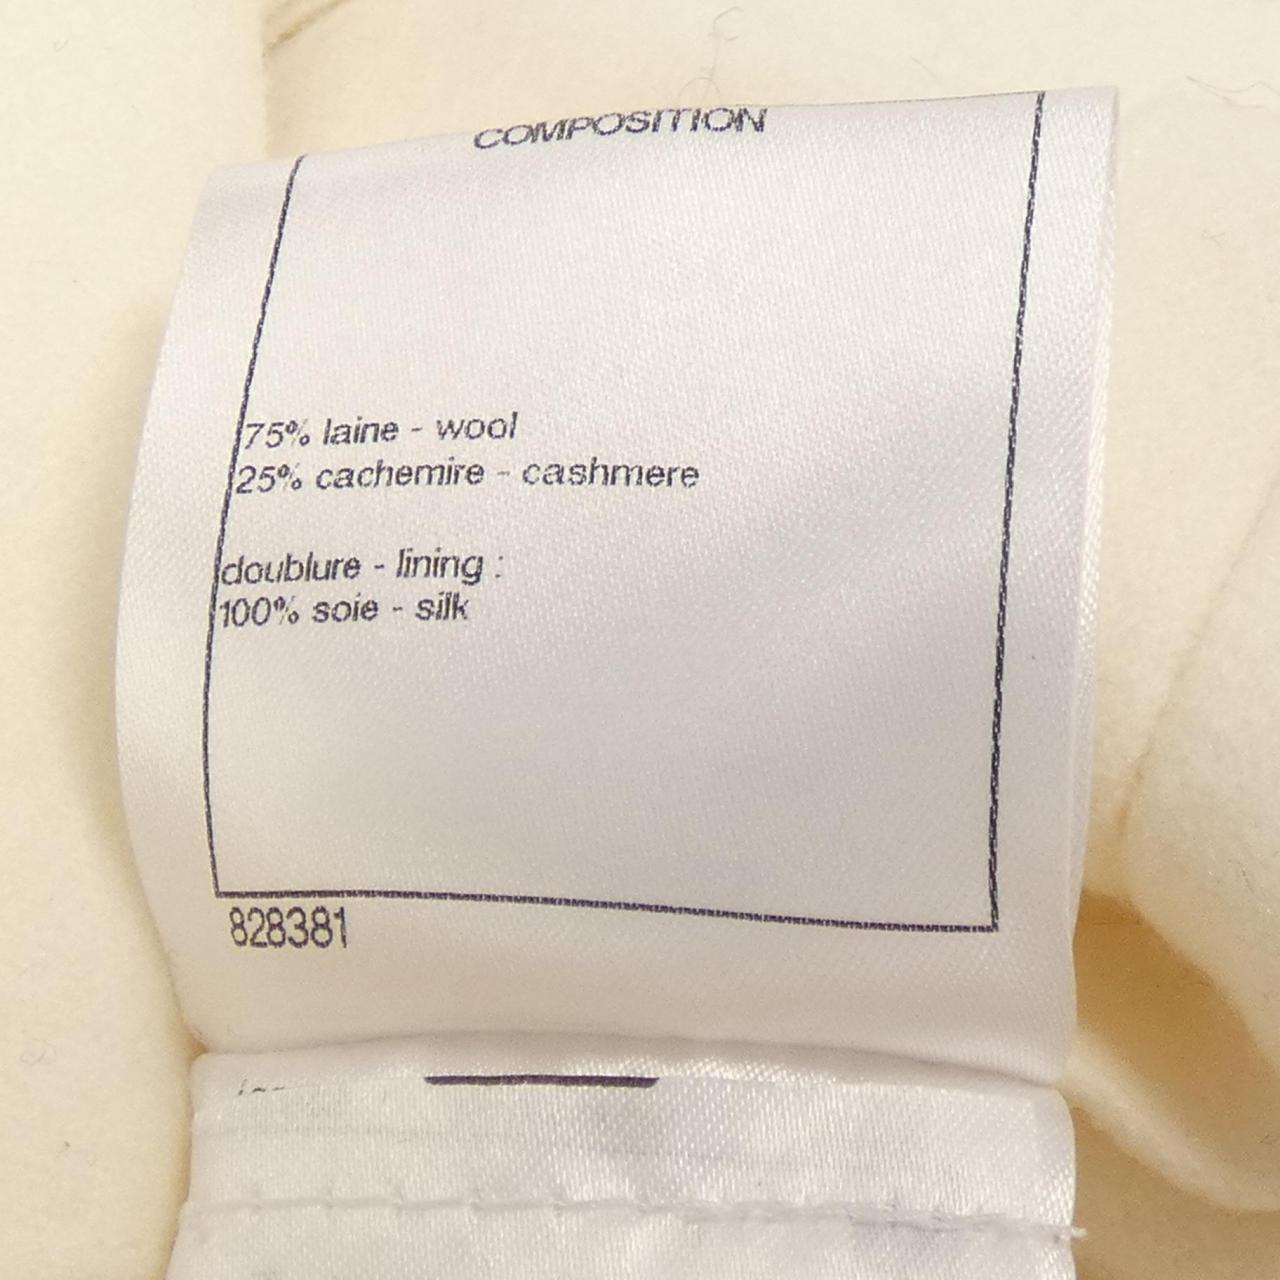 COMPOSITION
75% laine - wool
25% cachemire - cashmere
doublure - lining :
100% soie - silk
828381